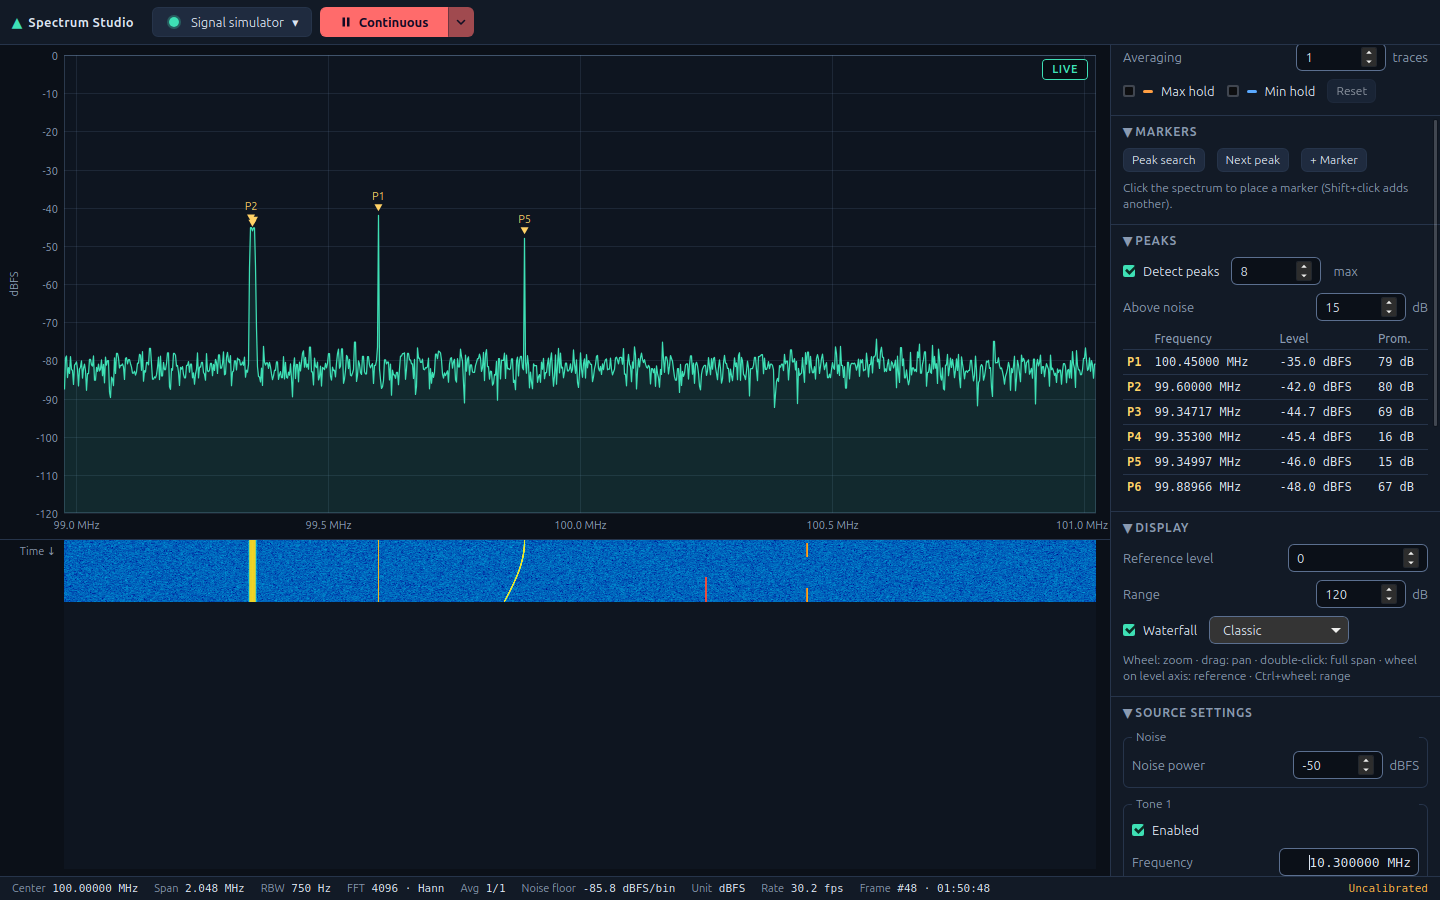 Spectrum Studio
Signal simulator ▾
Continuous
Averaging 1 traces
Max hold Min hold Reset
▼ MARKERS
Peak search Next peak + Marker
Click the spectrum to place a marker (Shift+click adds
another).
▼ PEAKS
Detect peaks 8 max
Above noise 15 dB
Frequency Level Prom.
P1 100.45000 MHz -35.0 dBFS 79 dB
P2 99.60000 MHz -42.0 dBFS 80 dB
P3 99.34717 MHz -44.7 dBFS 69 dB
P4 99.35300 MHz -45.4 dBFS 16 dB
P5 99.34997 MHz -46.0 dBFS 15 dB
P6 99.88966 MHz -48.0 dBFS 67 dB
▼ DISPLAY
Reference level 0
Range 120 dB
Waterfall Classic
Wheel: zoom · drag: pan · double-click: full span · wheel
on level axis: reference · Ctrl+wheel: range
▼ SOURCE SETTINGS
Noise
Noise power -50 dBFS
Tone 1
Enabled
Frequency 10.300000 MHz
LIVE
dBFS
0
-10
-20
-30
-40
-50
-60
-70
-80
-90
-100
-110
-120
P2
P1
P5
99.0 MHz 99.5 MHz 100.0 MHz 100.5 MHz 101.0 MHz
Time ↓
Center 100.00000 MHz Span 2.048 MHz RBW 750 Hz FFT 4096 · Hann Avg 1/1 Noise floor -85.8 dBFS/bin Unit dBFS Rate 30.2 fps Frame #48 · 01:50:48 Uncalibrated